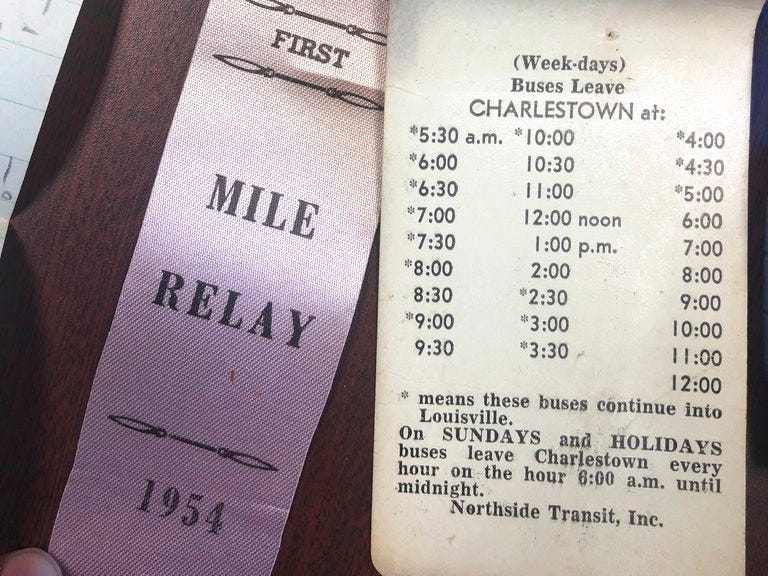 FIRST
MILE
RELAY
1954
(Week-days)
Buses Leave
CHARLESTOWN at:
*5:30 a.m. *10:00 *4:00
*6:00 10:30 *4:30
*6:30 11:00 *5:00
*7:00 12:00 noon 6:00
*7:30 1:00 p.m. 7:00
*8:00 2:00 8:00
8:30 *2:30 9:00
*9:00 *3:00 10:00
9:30 *3:30 11:00
12:00
* means these buses continue into
Louisville.
On SUNDAYS and HOLIDAYS
buses leave Charlestown every
hour on the hour 6:00 a.m. until
midnight.
Northside Transit, Inc.